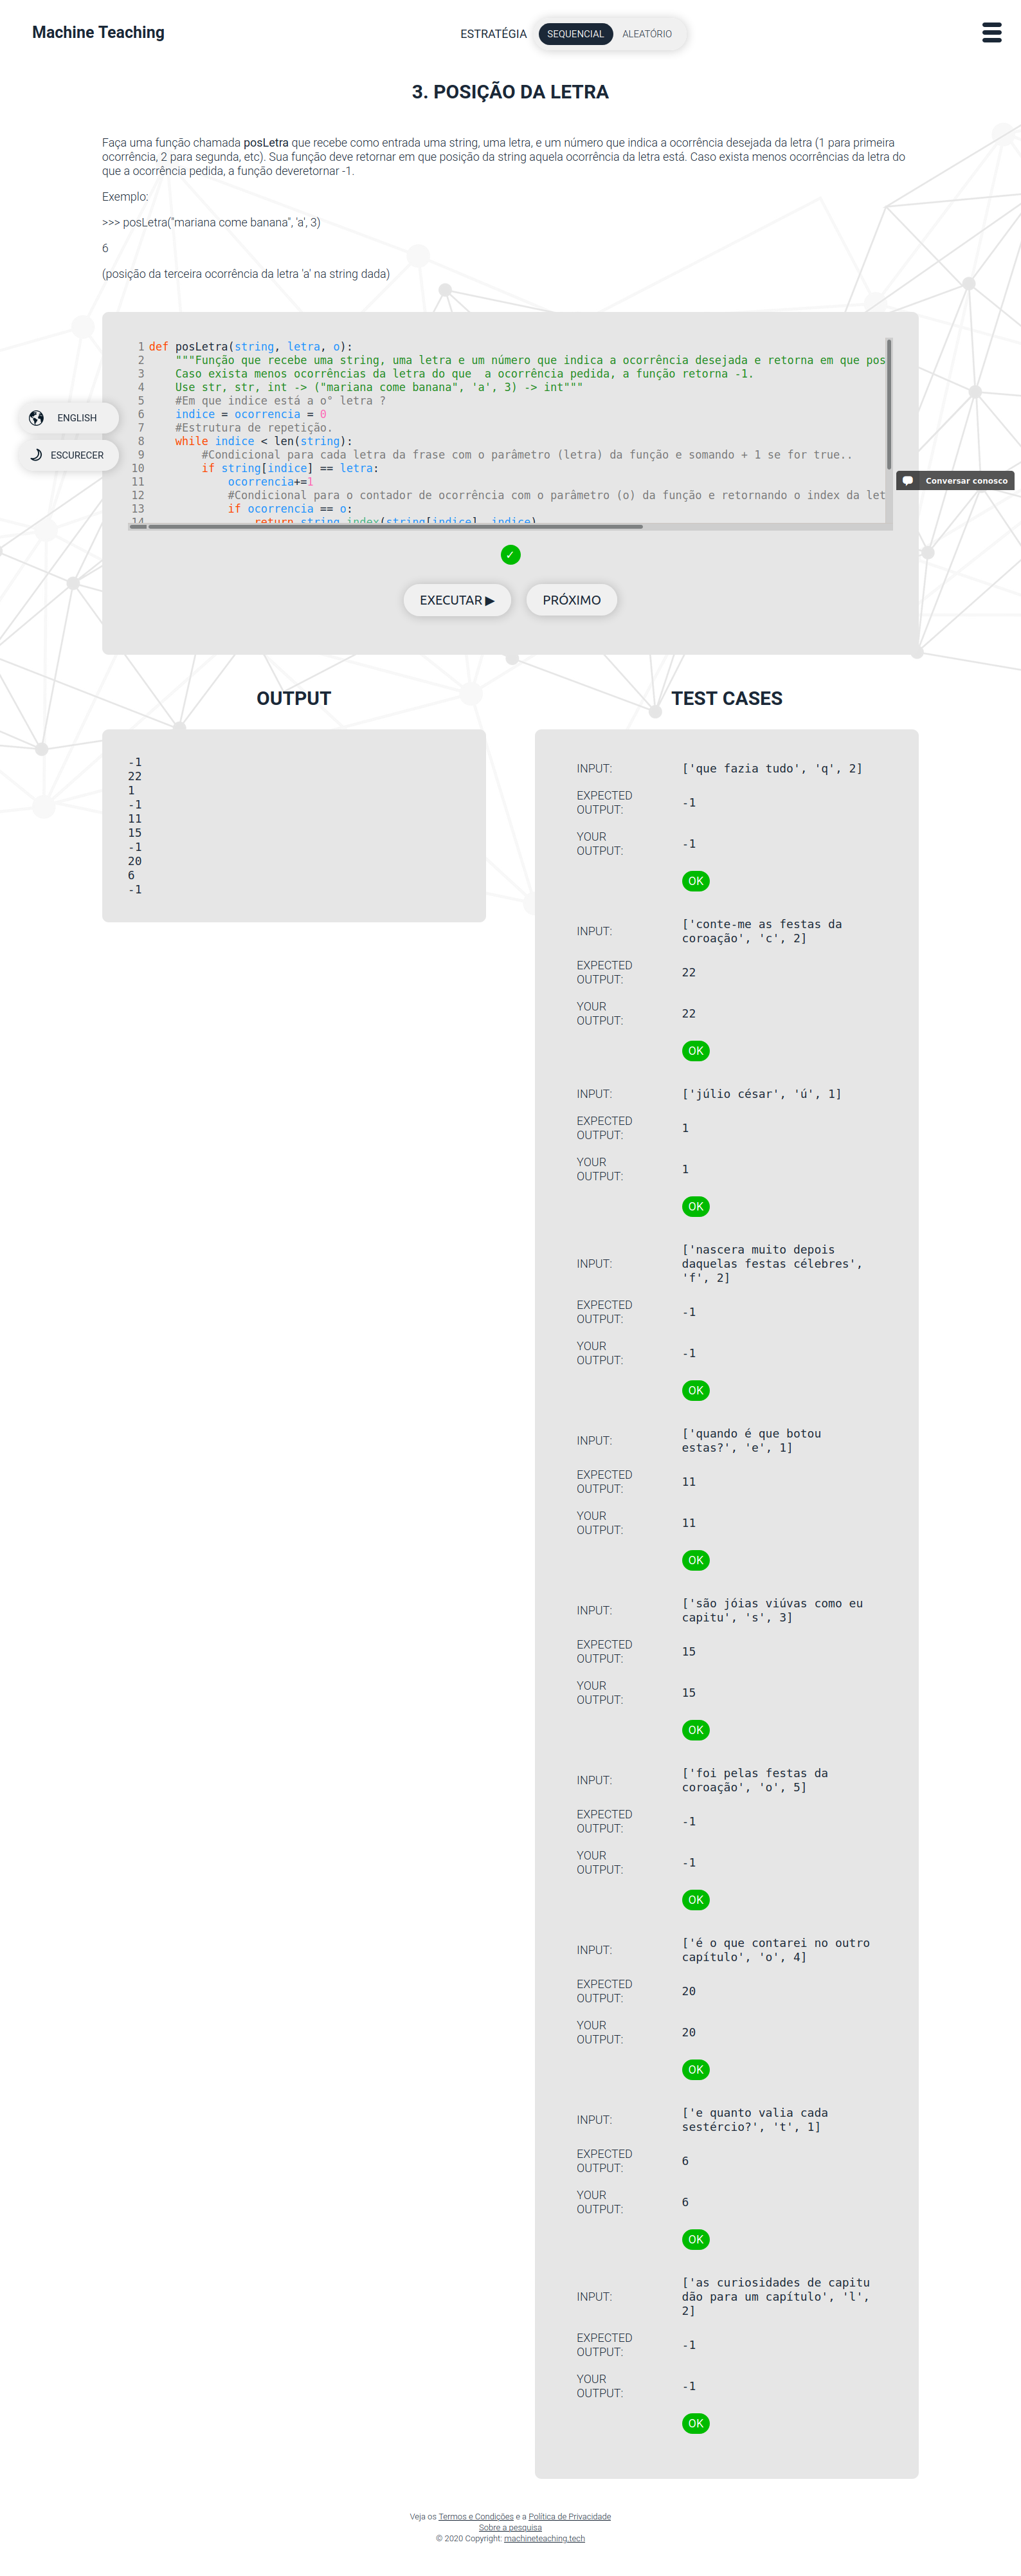 Machine Teaching
ESTRATÉGIA SEQUENCIAL ALEATÓRIO
3. POSIÇÃO DA LETRA
Faça uma função chamada posLetra que recebe como entrada uma string, uma letra, e um número que indica a ocorrência desejada da letra (1 para primeira
ocorrência, 2 para segunda, etc). Sua função deve retornar em que posição da string aquela ocorrência da letra está. Caso exista menos ocorrências da letra do
que a ocorrência pedida, a função deveretornar -1.
Exemplo:
>>> posLetra("mariana come banana", 'a', 3)
6
(posição da terceira ocorrência da letra 'a' na string dada)
1 def posLetra(string, letra, o):
2 """Função que recebe uma string, uma letra e um número que indica a ocorrência desejada e retorna em que pos
3 Caso exista menos ocorrências da letra do que  a ocorrência pedida, a função retorna -1.
4 Use str, str, int -> ("mariana come banana", 'a', 3) -> int"""
5 #Em que indice está a o° letra ?
6 indice = ocorrencia = 0
7 #Estrutura de repetição.
8 while indice < len(string):
9 #Condicional para cada letra da frase com o parâmetro (letra) da função e somando + 1 se for true..
10 if string[indice] == letra:
11 ocorrencia+=1
12 #Condicional para o contador de ocorrência com o parâmetro (o) da função e retornando o index da let
13 if ocorrencia == o:
14 return string.index(string[indice], indice)
ENGLISH
ESCURECER
Conversar conosco
✓
EXECUTAR ▶ PRÓXIMO
OUTPUT
-1
22
1
-1
11
15
-1
20
6
-1
TEST CASES
INPUT: ['que fazia tudo', 'q', 2]
EXPECTED
OUTPUT: -1
YOUR
OUTPUT: -1
OK
INPUT: ['conte-me as festas da
coroação', 'c', 2]
EXPECTED
OUTPUT: 22
YOUR
OUTPUT: 22
OK
INPUT: ['júlio césar', 'ú', 1]
EXPECTED
OUTPUT: 1
YOUR
OUTPUT: 1
OK
INPUT: ['nascera muito depois
daquelas festas célebres',
'f', 2]
EXPECTED
OUTPUT: -1
YOUR
OUTPUT: -1
OK
INPUT: ['quando é que botou
estas?', 'e', 1]
EXPECTED
OUTPUT: 11
YOUR
OUTPUT: 11
OK
INPUT: ['são jóias viúvas como eu
capitu', 's', 3]
EXPECTED
OUTPUT: 15
YOUR
OUTPUT: 15
OK
INPUT: ['foi pelas festas da
coroação', 'o', 5]
EXPECTED
OUTPUT: -1
YOUR
OUTPUT: -1
OK
INPUT: ['é o que contarei no outro
capítulo', 'o', 4]
EXPECTED
OUTPUT: 20
YOUR
OUTPUT: 20
OK
INPUT: ['e quanto valia cada
sestércio?', 't', 1]
EXPECTED
OUTPUT: 6
YOUR
OUTPUT: 6
OK
INPUT: ['as curiosidades de capitu
dão para um capítulo', 'l',
2]
EXPECTED
OUTPUT: -1
YOUR
OUTPUT: -1
OK
Veja os Termos e Condições e a Política de Privacidade
Sobre a pesquisa
© 2020 Copyright: machineteaching.tech